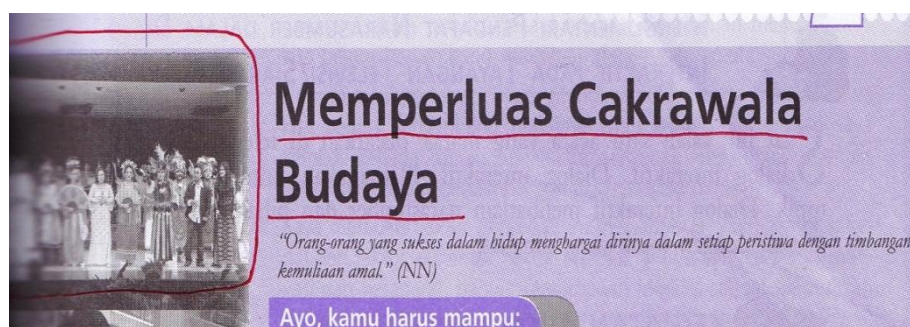 Memperluas Cakrawala
Budaya
"Orang-orang yang sukses dalam hidup menghargai dirinya dalam setiap peristiwa dengan timbangan
kemuliaan amal." (NN)
Ayo, kamu harus mampu: